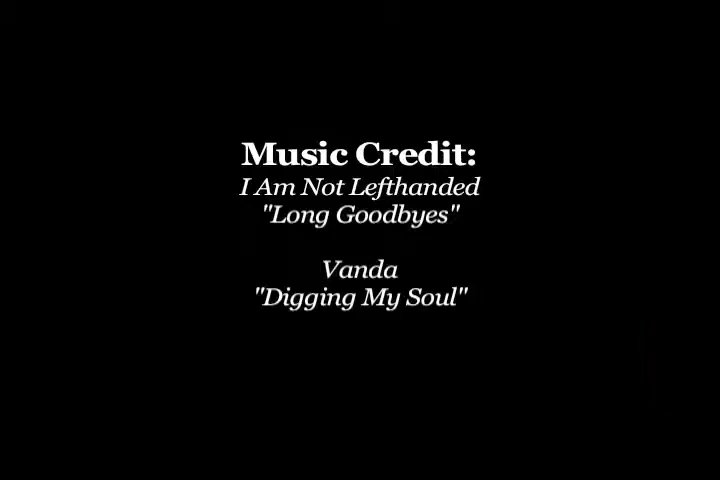 Music Credit:
I Am Not Lefthanded
"Long Goodbyes"
Vanda
"Digging My Soul"